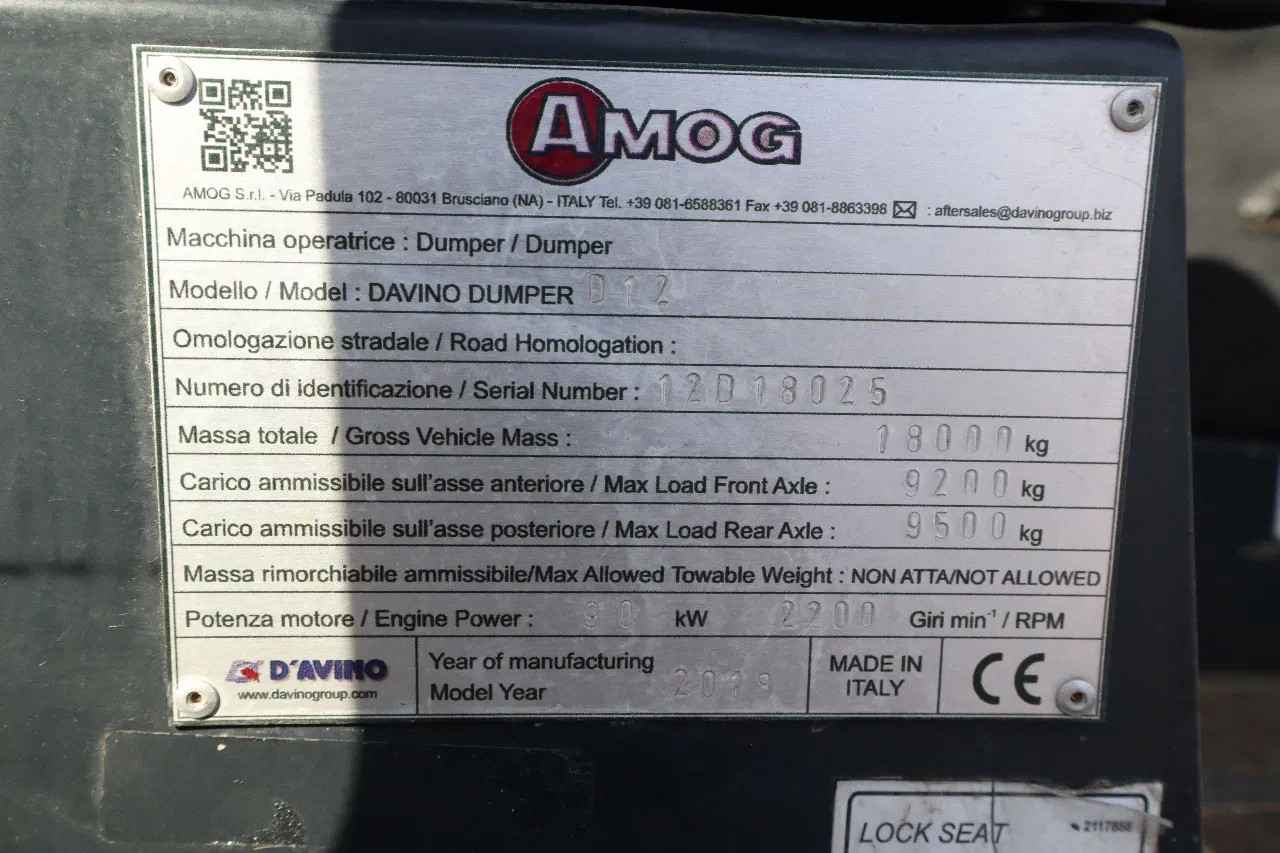 AMOG
AMOG S.r.l. - Via Padula 102 - 80031 Brusciano (NA) - ITALY Tel. +39 081-6588361 Fax +39 081-8863398 : aftersales@davinogroup.biz
Macchina operatrice : Dumper / Dumper
Modello / Model : DAVINO DUMPER D12
Omologazione stradale / Road Homologation :
Numero di identificazione / Serial Number : 12D18025
Massa totale / Gross Vehicle Mass : 18000 kg
Carico ammissibile sull'asse anteriore / Max Load Front Axle : 9200 kg
Carico ammissibile sull'asse posteriore / Max Load Rear Axle : 9500 kg
Massa rimorchiabile ammissibile/Max Allowed Towable Weight : NON ATTA/NOT ALLOWED
Potenza motore / Engine Power : 90 kW 2200 Giri min⁻¹ / RPM
D'AVINO
www.davinogroup.com
Year of manufacturing
Model Year 2019
MADE IN
ITALY
CE
LOCK SEAT